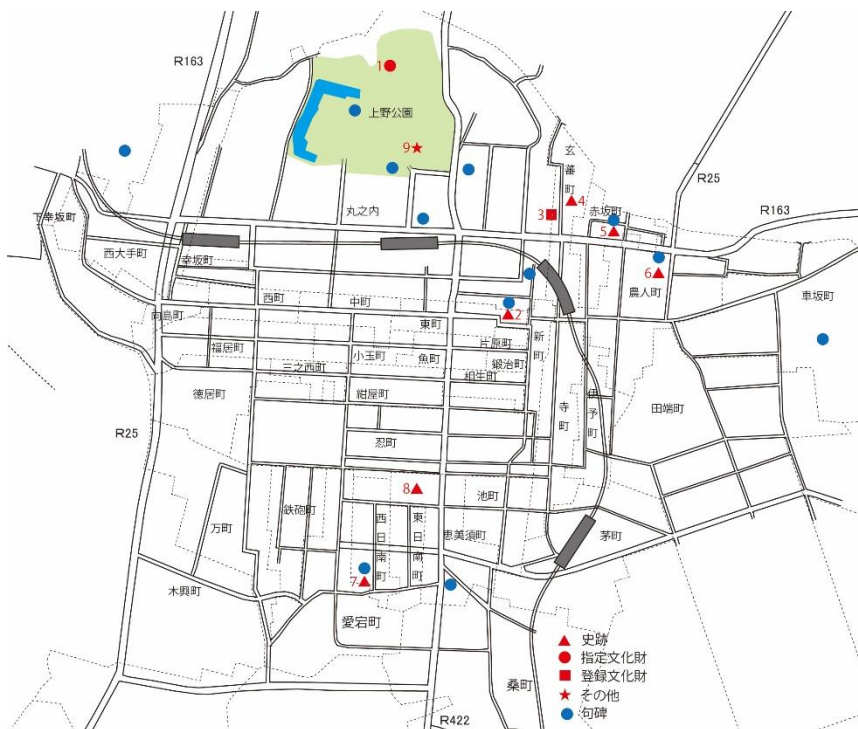 R163
1
上野公園
9
玄蕃町
4
3
丸之内
赤坂町
5
R25
R163
下幸坂町
西大手町
幸坂町
6
農人町
車坂町
西町
中町
向島町
東町
2
片原町
新町
福居町
小玉町
魚町
鍛治町
三之西町
相生町
徳居町
紺屋町
寺町
伊予町
田端町
R25
忍町
8
池町
鉄砲町
万町
西日南町
東日南町
恵美須町
茅町
7
木興町
愛宕町
桑町
R422
史跡
指定文化財
登録文化財
その他
句碑